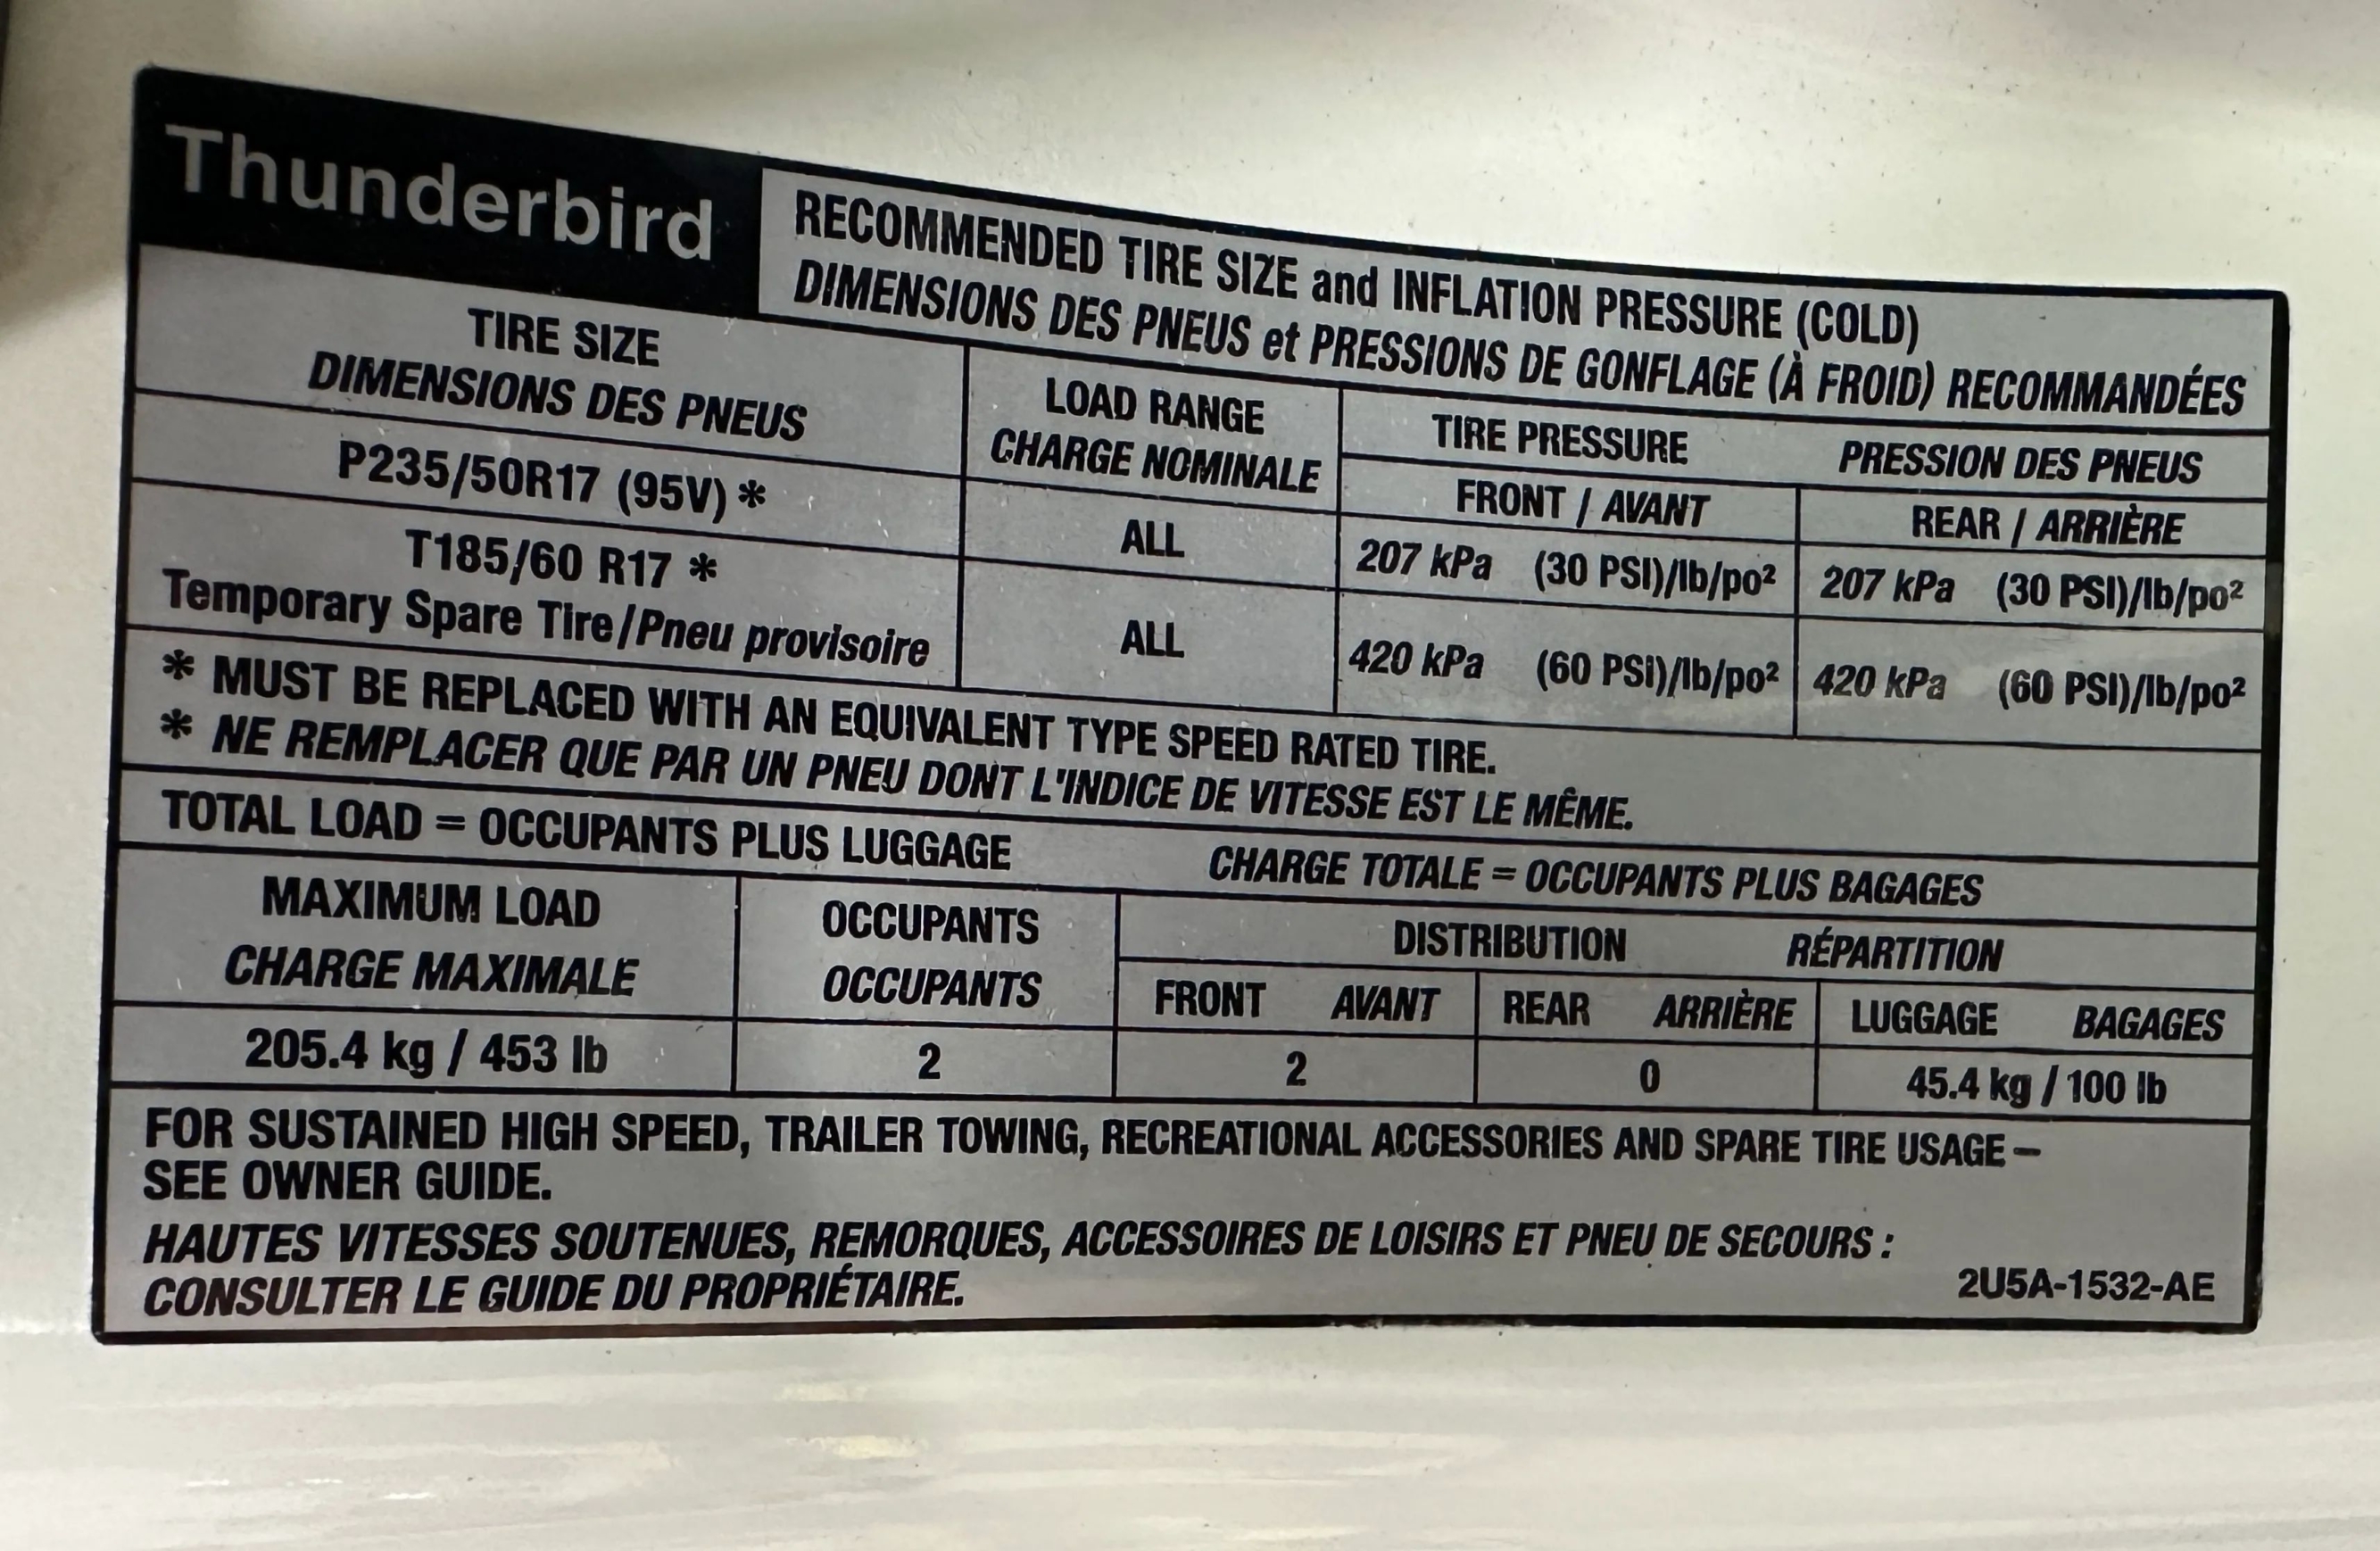 Thunderbird
RECOMMENDED TIRE SIZE and INFLATION PRESSURE (COLD)
DIMENSIONS DES PNEUS et PRESSIONS DE GONFLAGE (À FROID) RECOMMANDÉES
TIRE SIZE
DIMENSIONS DES PNEUS
LOAD RANGE
CHARGE NOMINALE
TIRE PRESSURE PRESSION DES PNEUS
FRONT / AVANT REAR / ARRIÈRE
P235/50R17 (95V) * ALL 207 kPa (30 PSI)/lb/po² 207 kPa (30 PSI)/lb/po²
T185/60 R17 *
Temporary Spare Tire/Pneu provisoire
ALL 420 kPa (60 PSI)/lb/po² 420 kPa (60 PSI)/lb/po²
* MUST BE REPLACED WITH AN EQUIVALENT TYPE SPEED RATED TIRE.
* NE REMPLACER QUE PAR UN PNEU DONT L'INDICE DE VITESSE EST LE MÊME.
TOTAL LOAD = OCCUPANTS PLUS LUGGAGE CHARGE TOTALE = OCCUPANTS PLUS BAGAGES
MAXIMUM LOAD
CHARGE MAXIMALE
OCCUPANTS
OCCUPANTS
DISTRIBUTION RÉPARTITION
FRONT AVANT REAR ARRIÈRE LUGGAGE BAGAGES
205.4 kg / 453 lb 2 2 0 45.4 kg / 100 lb
FOR SUSTAINED HIGH SPEED, TRAILER TOWING, RECREATIONAL ACCESSORIES AND SPARE TIRE USAGE –
SEE OWNER GUIDE.
HAUTES VITESSES SOUTENUES, REMORQUES, ACCESSOIRES DE LOISIRS ET PNEU DE SECOURS :
CONSULTER LE GUIDE DU PROPRIÉTAIRE.
2U5A-1532-AE